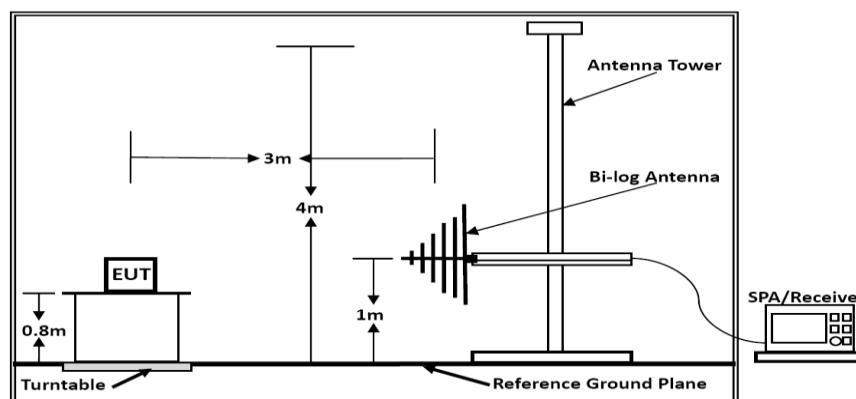 Antenna Tower
3m
Bi-log Antenna
4m
EUT
SPA/Receive
0.8m
1m
Turntable
Reference Ground Plane